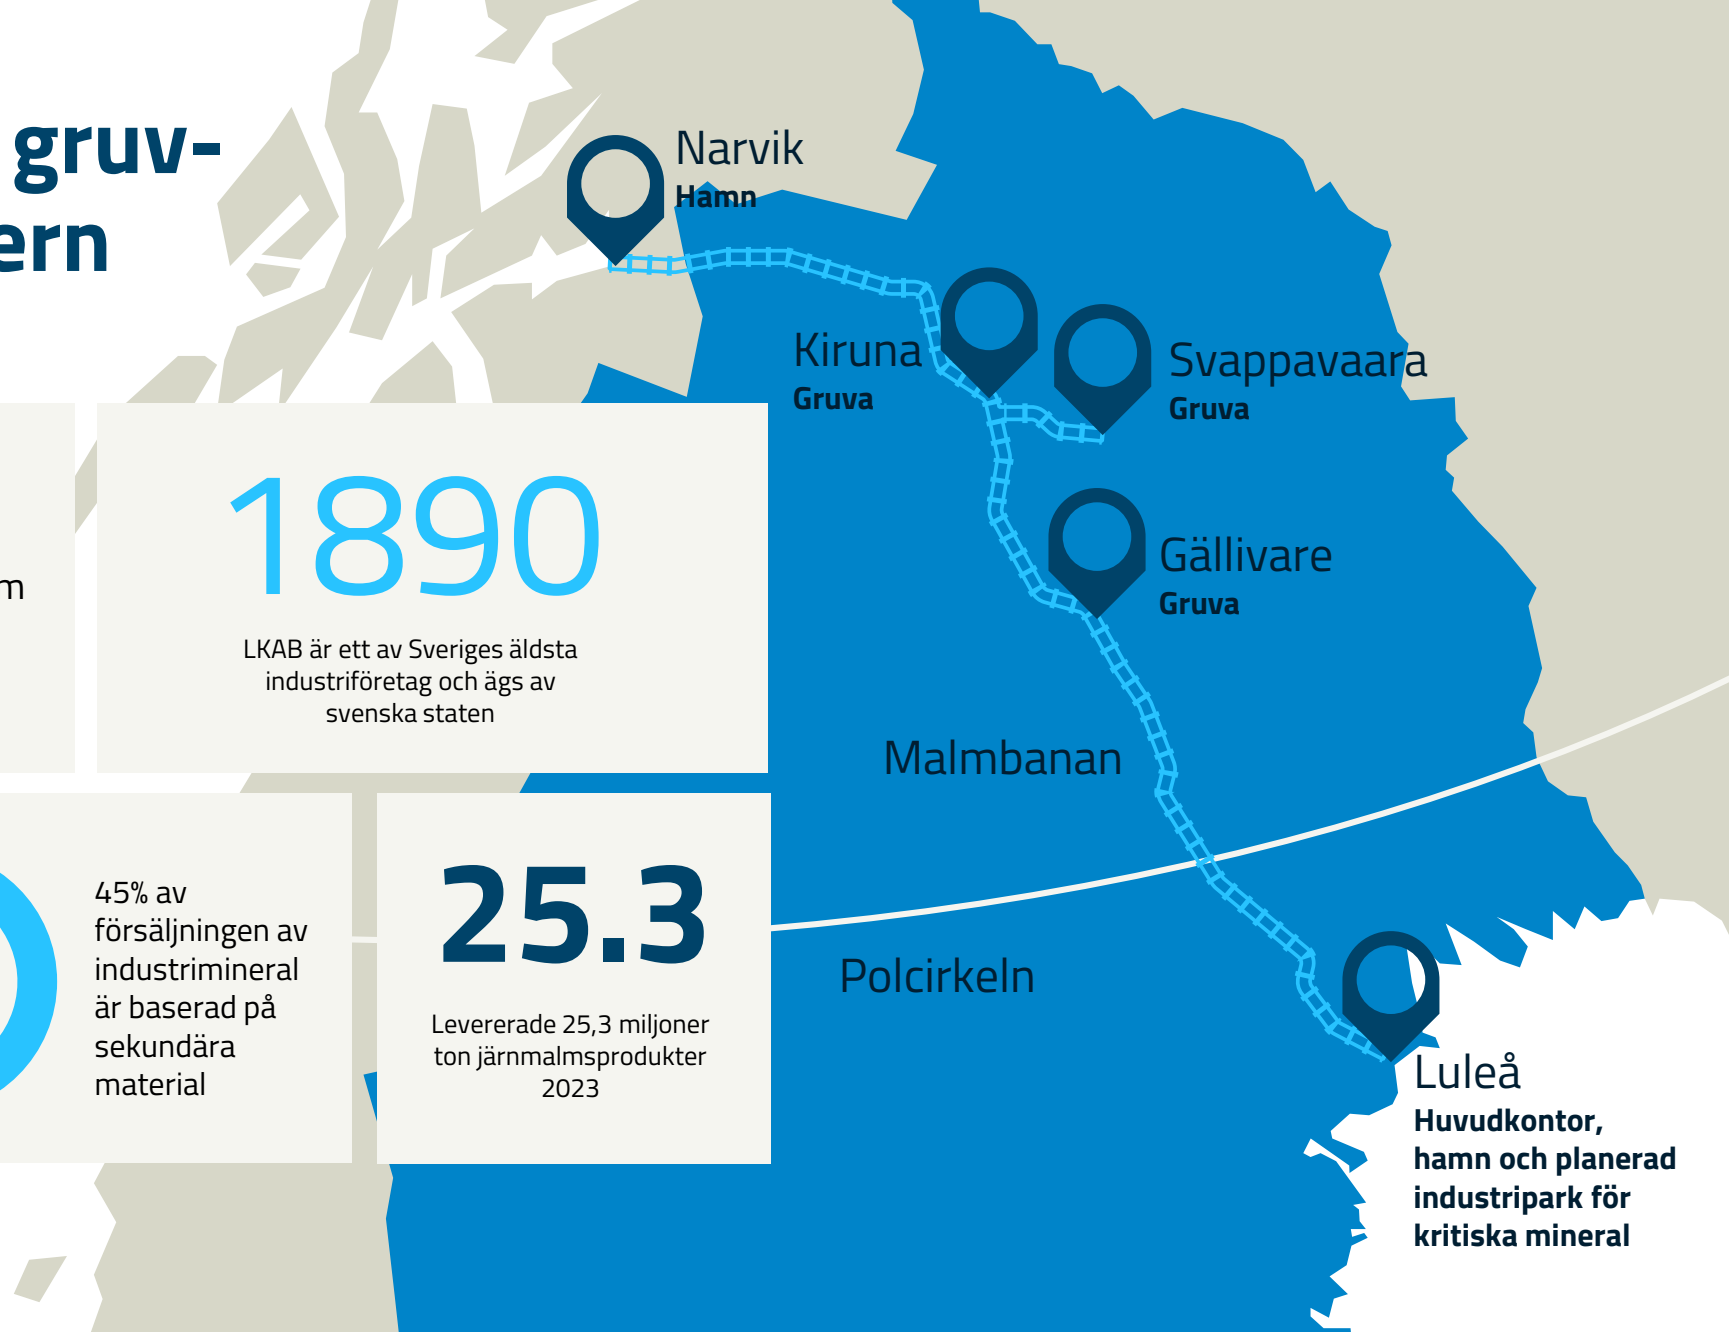 gruv-
ern
m
1890
LKAB är ett av Sveriges äldsta
industriföretag och ägs av
svenska staten
45% av
försäljningen av
industrimineral
är baserad på
sekundära
material
25.3
Levererade 25,3 miljoner
ton järnmalmsprodukter
2023
Narvik
Hamn
Kiruna
Gruva
Svappavaara
Gruva
Gällivare
Gruva
Malmbanan
Polcirkeln
Luleå
Huvudkontor,
hamn och planerad
industripark för
kritiska mineral